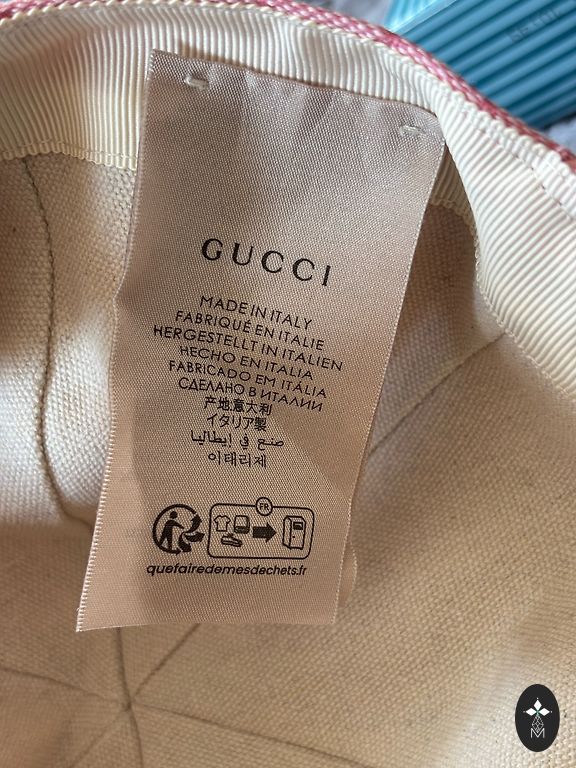 GUCCI
MADE IN ITALY
FABRIQUÉ EN ITALIE
HERGESTELLT IN ITALIEN
HECHO EN ITALIA
FABRICADO EM ITÁLIA
СДЕЛАНО В ИТАЛИИ
产地意大利
イタリア製
صنع في إيطاليا
이태리제
FR
quefairedemesdechets.fr